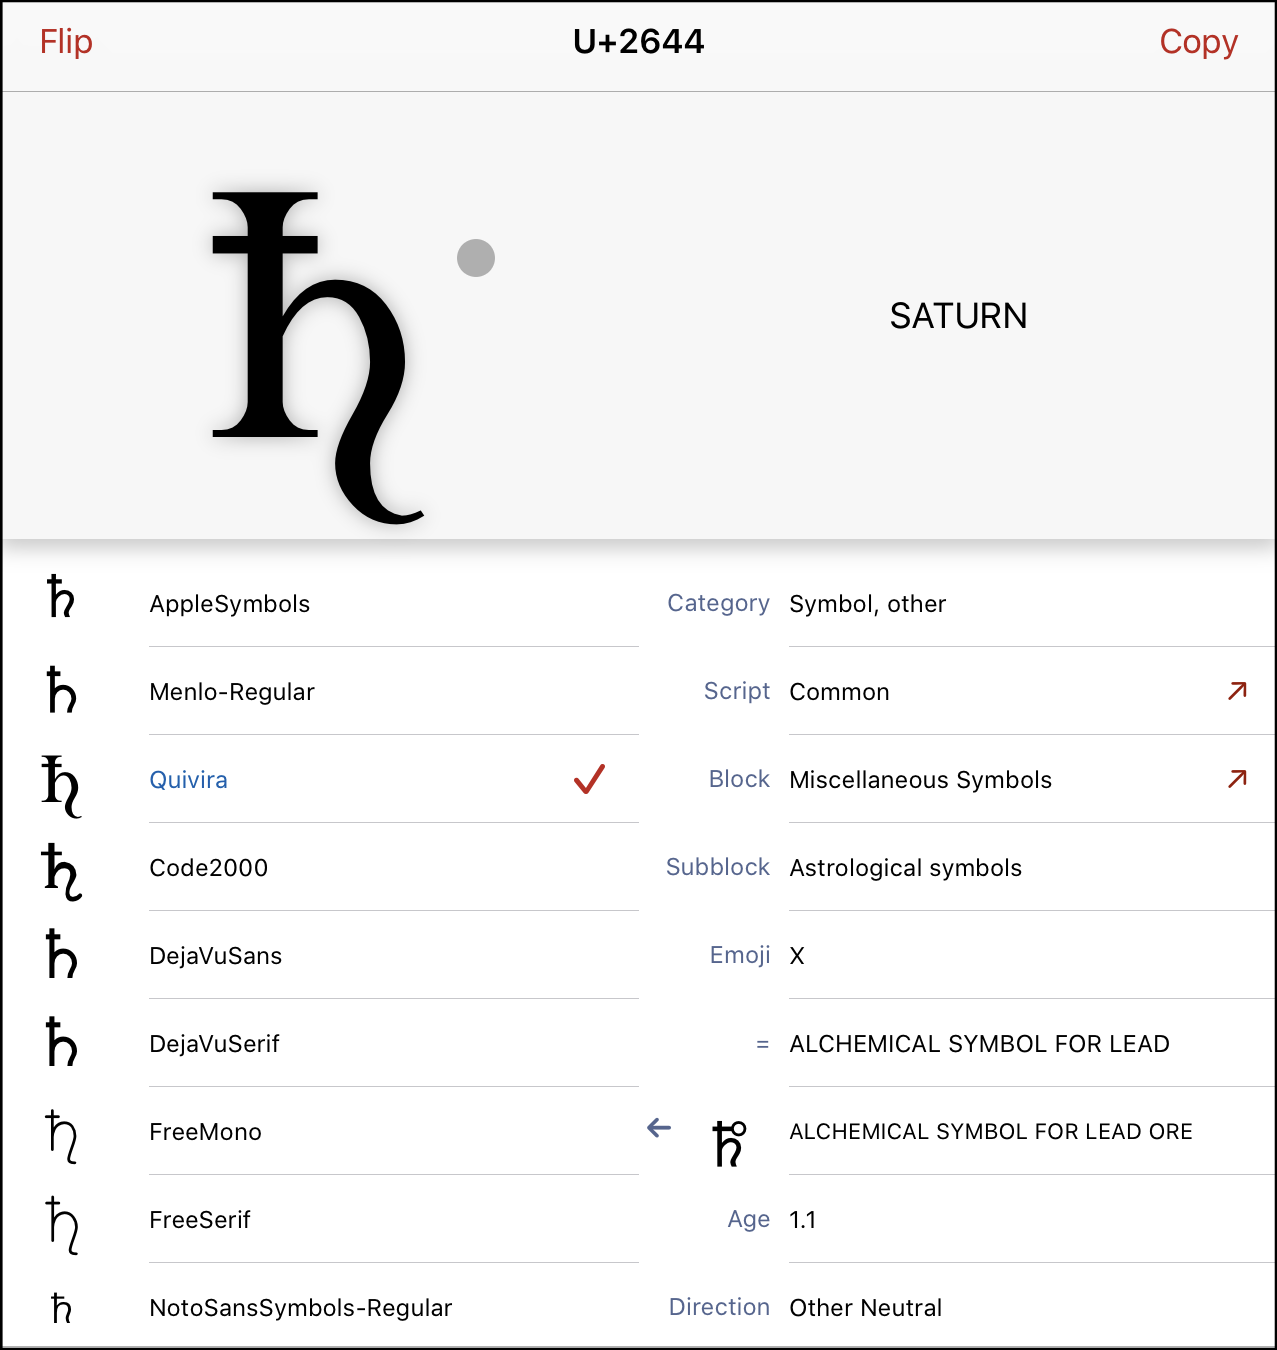 Flip U+2644 Copy
♄ SATURN
♄ AppleSymbols
♄ Menlo-Regular
♄ Quivira
♄ Code2000
♄ DejaVuSans
♄ DejaVuSerif
♄ FreeMono
♄ FreeSerif
♄ NotoSansSymbols-Regular
Category Symbol, other
Script Common ↗
Block Miscellaneous Symbols ↗
Subblock Astrological symbols
Emoji X
= ALCHEMICAL SYMBOL FOR LEAD
← 🜪 ALCHEMICAL SYMBOL FOR LEAD ORE
Age 1.1
Direction Other Neutral